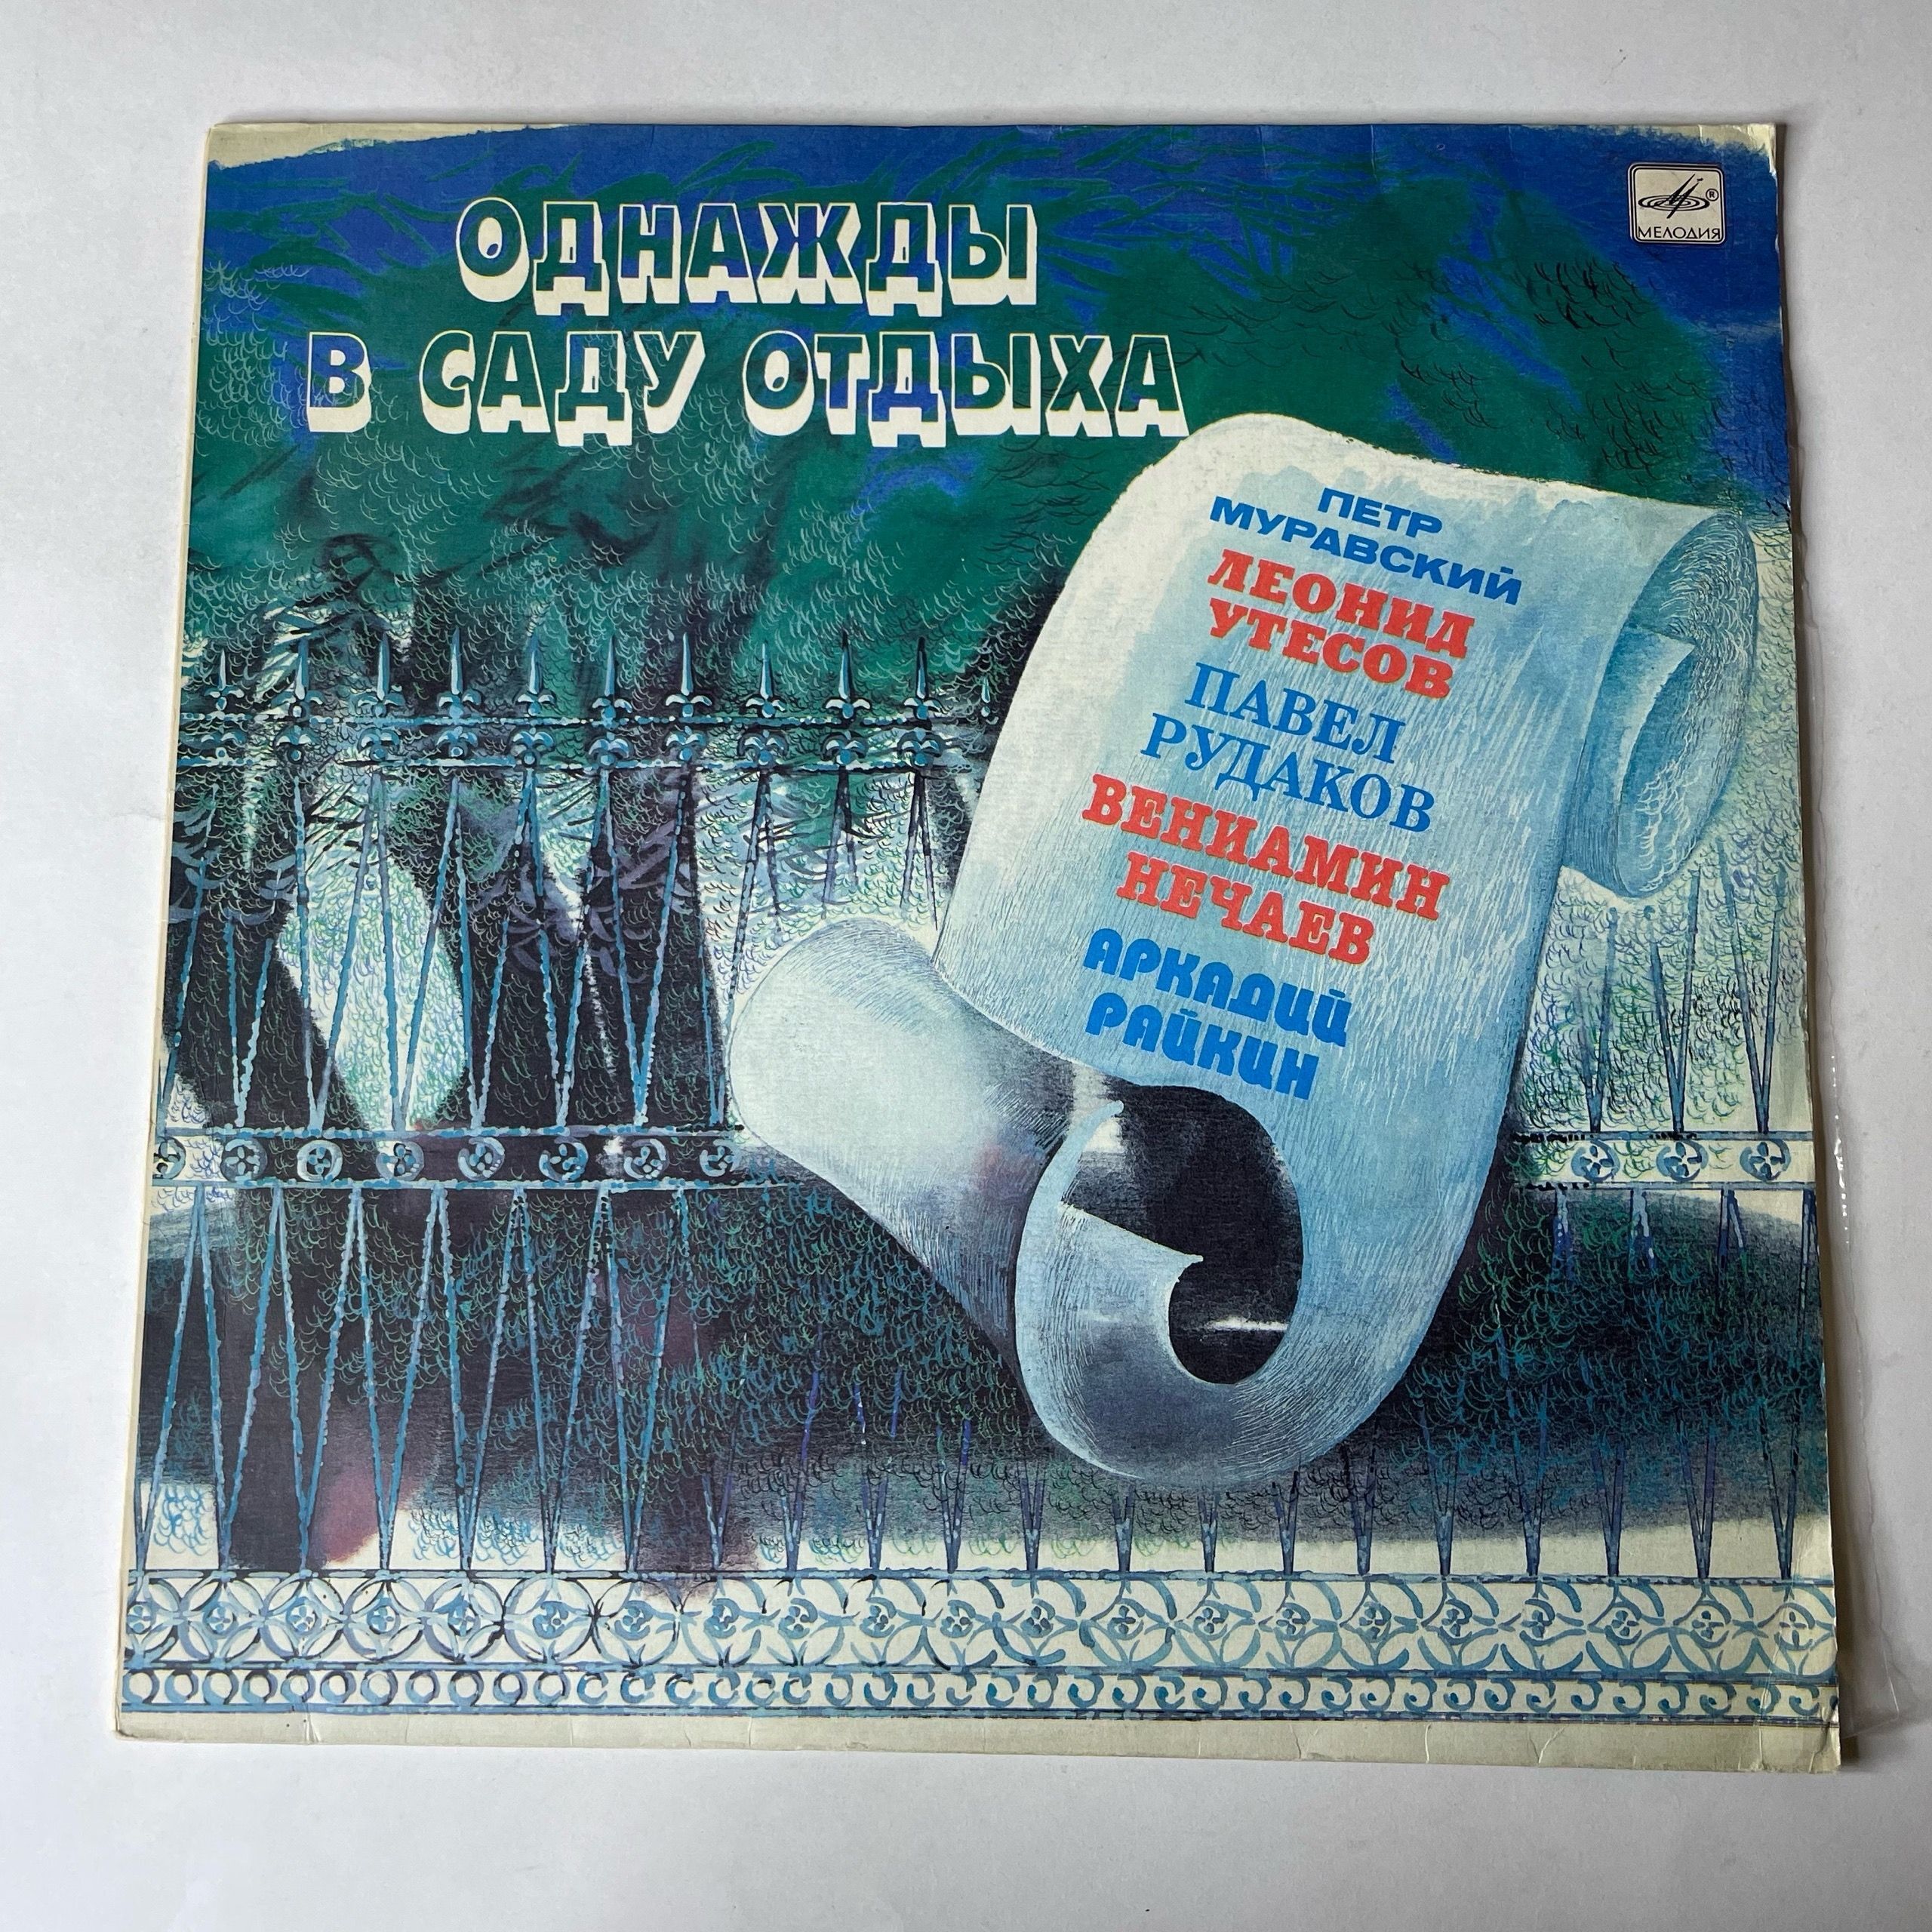 ОДНАЖДЫ
В САДУ ОТДЫХА
МЕЛОДИЯ
ПЕТР
МУРАВСКИЙ
ЛЕОНИД
УТЕСОВ
ПАВЕЛ
РУДАКОВ
ВЕНИАМИН
НЕЧАЕВ
АРКАДИЙ
РАЙКИН